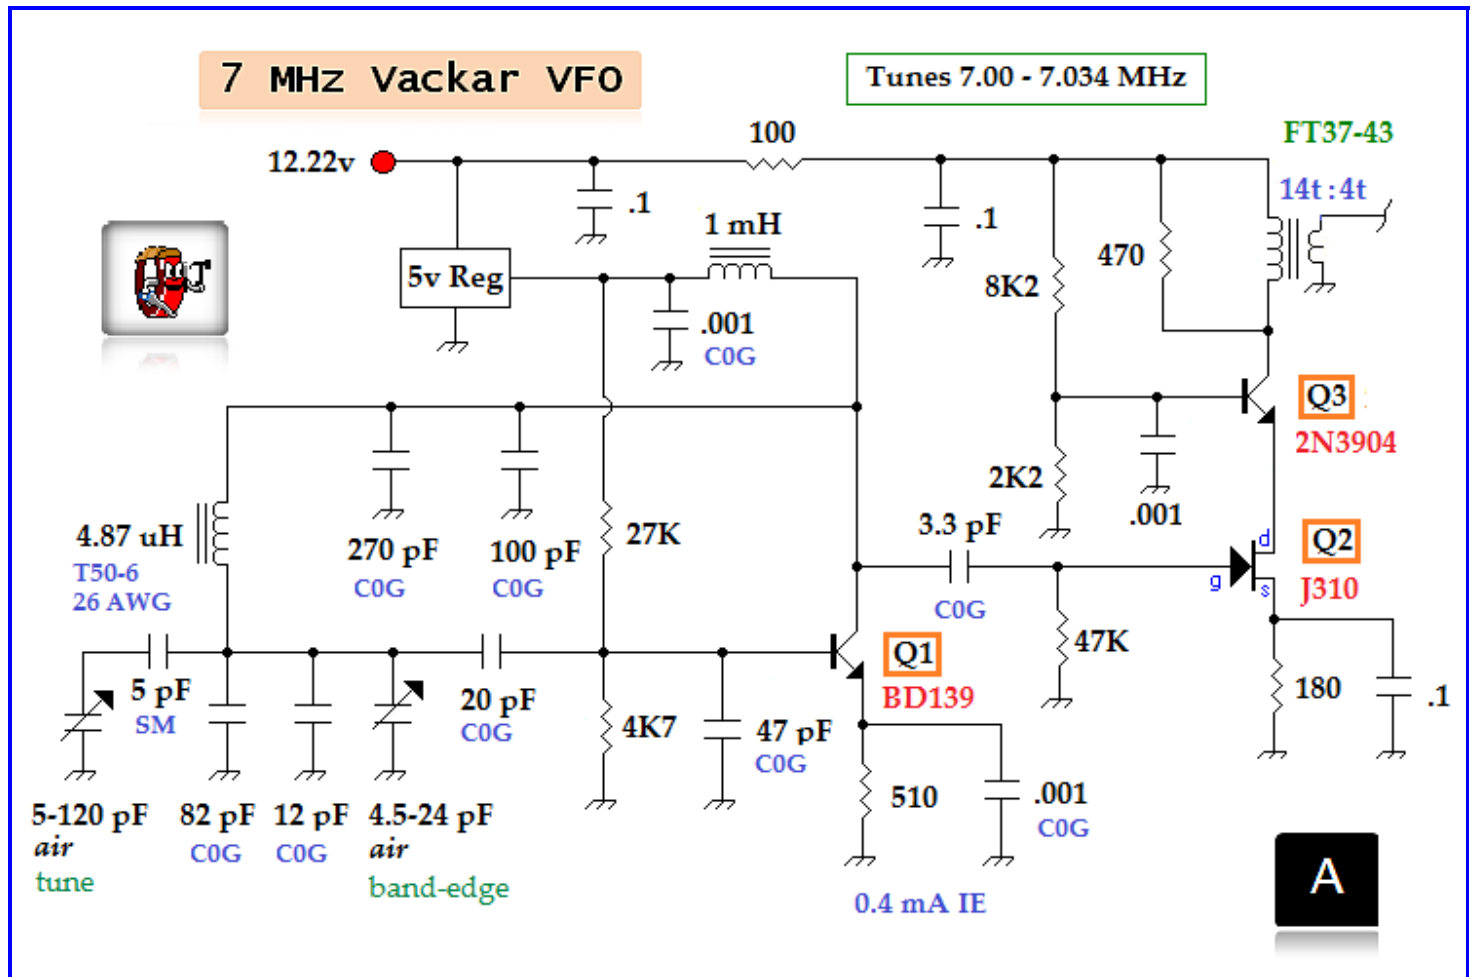 7 MHz Vackar VFO
Tunes 7.00 - 7.034 MHz
100
FT37-43
12.22v
14t:4t
.1
1 mH
.1
470
5v Reg
8K2
.001
C0G
Q3
2N3904
2K2
.001
3.3 pF
4.87 uH
T50-6
26 AWG
270 pF
C0G
100 pF
C0G
27K
d
Q2
g
s
J310
C0G
47K
Q1
BD139
5 pF
SM
20 pF
C0G
4K7
47 pF
C0G
180
.1
510
.001
C0G
5-120 pF
air
tune
82 pF
C0G
12 pF
C0G
4.5-24 pF
air
band-edge
0.4 mA IE
A